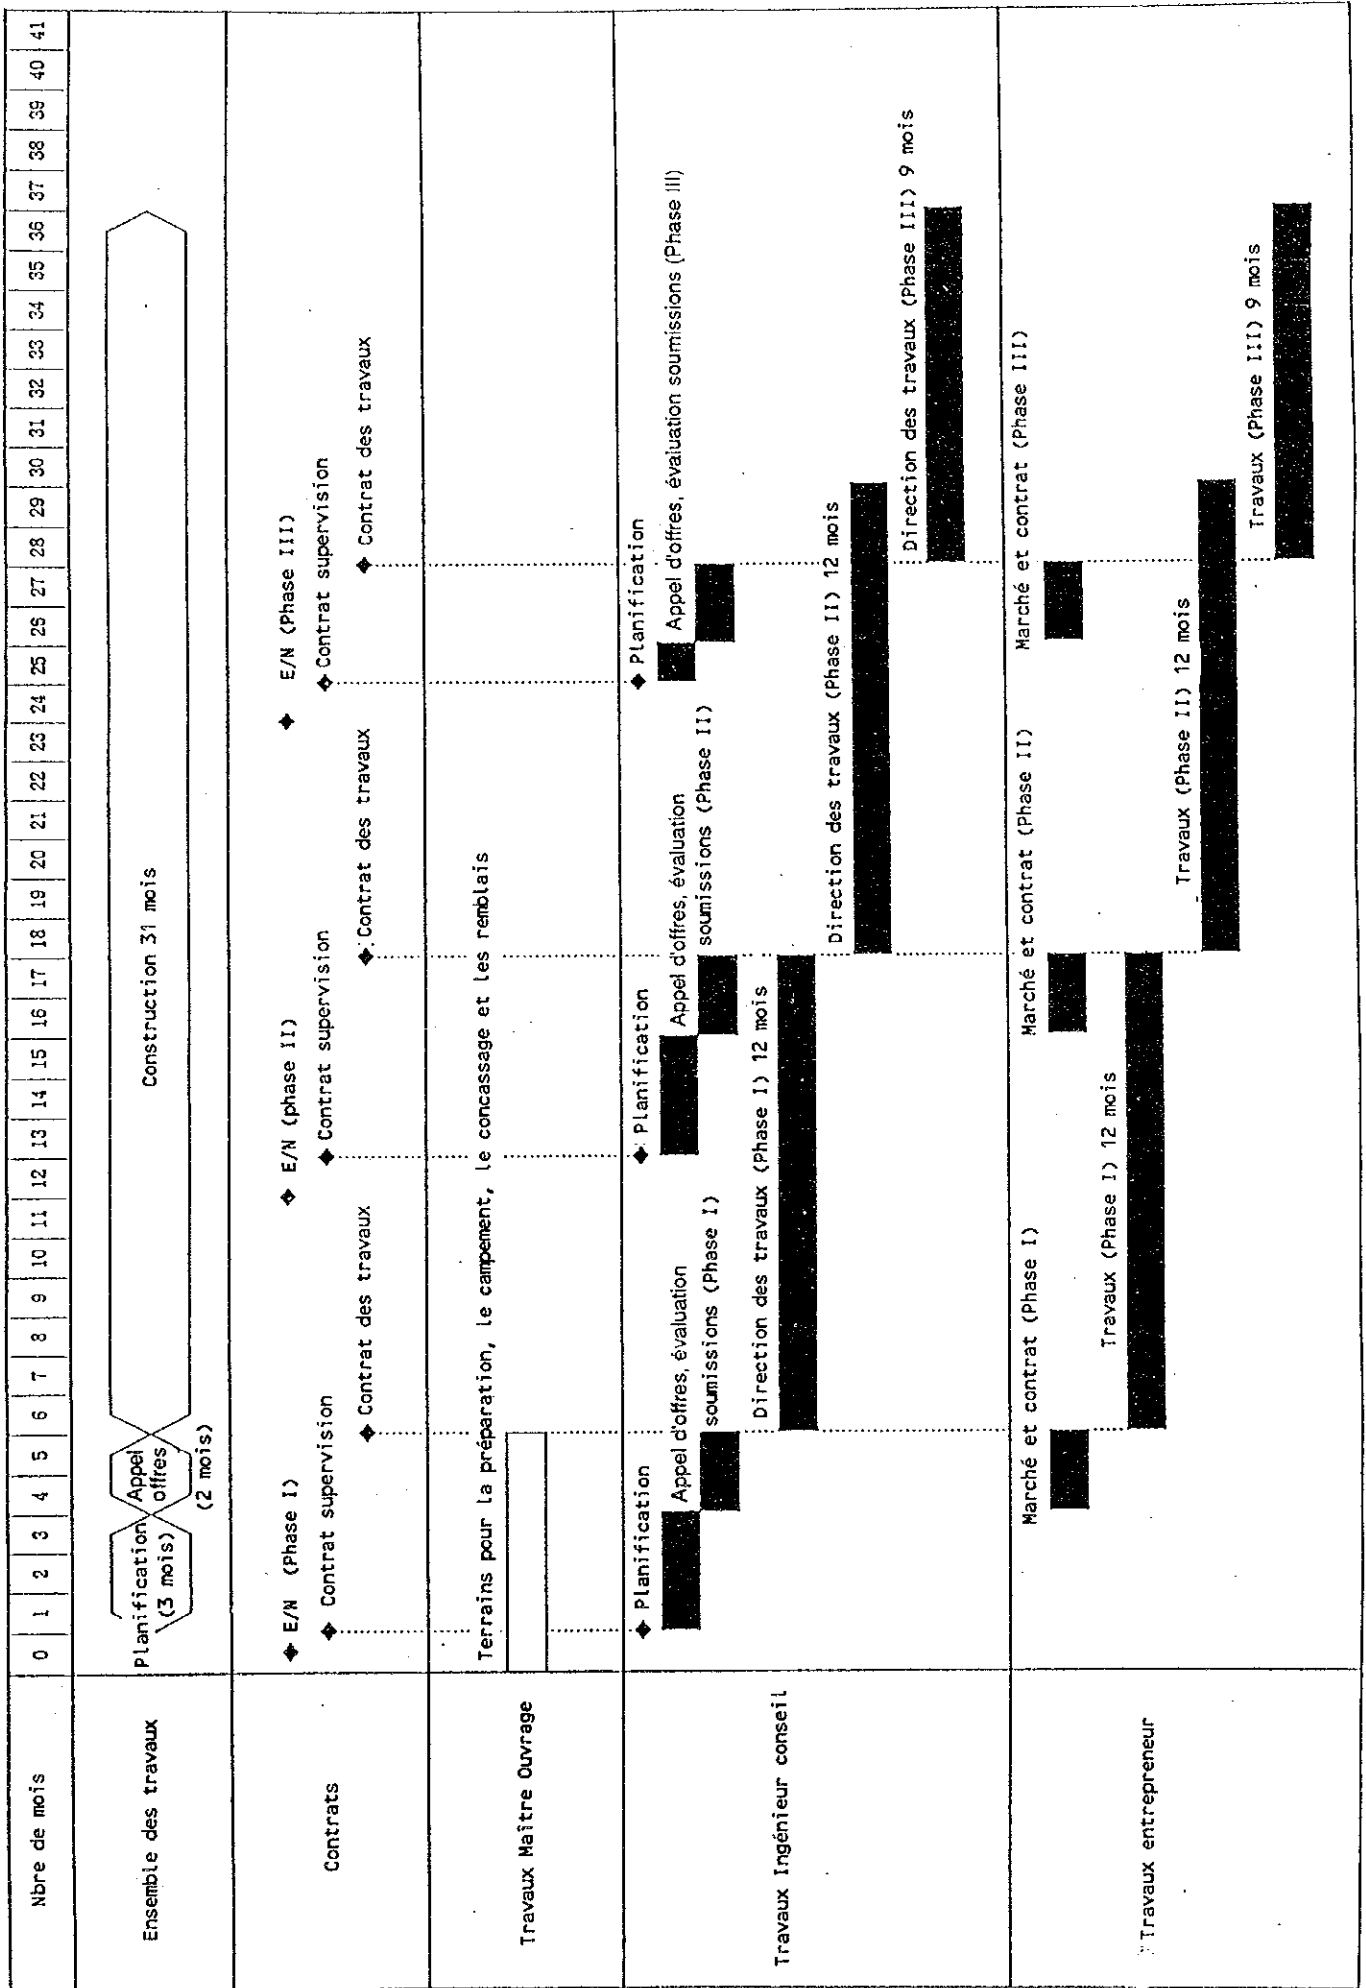 Nbre de mois 0 1 2 3 4 5 6 7 8 9 10 11 12 13 14 15 16 17 18 19 20 21 22 23 24 25 26 27 28 29 30 31 32 33 34 35 36 37 38 39 40 41
Ensemble des travaux
Planification
(3 mois)
Appel
offres
(2 mois)
Construction 31 mois
Contrats
E/N (Phase I)
E/N (phase II)
E/N (Phase III)
Contrat supervision
Contrat supervision
Contrat supervision
Contrat des travaux
Contrat des travaux
Contrat des travaux
Travaux Maître Ouvrage
Terrains pour la préparation, le campement, le concassage et les remblais
Travaux Ingénieur conseil
Planification
Planification
Planification
Appel d'offres, évaluation
soumissions (Phase I)
Appel d'offres, évaluation
soumissions (Phase II)
Appel d'offres, évaluation soumissions (Phase III)
Direction des travaux (Phase I) 12 mois
Direction des travaux (Phase II) 12 mois
Direction des travaux (Phase III) 9 mois
Travaux entrepreneur
Marché et contrat (Phase I)
Marché et contrat (Phase II)
Marché et contrat (Phase III)
Travaux (Phase I) 12 mois
Travaux (Phase II) 12 mois
Travaux (Phase III) 9 mois